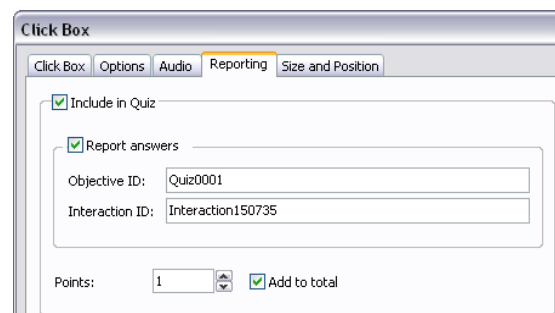 Click Box
Click Box Options Audio Reporting Size and Position
Include in Quiz
Report answers
Objective ID: Quiz0001
Interaction ID: Interaction150735
Points: 1 Add to total